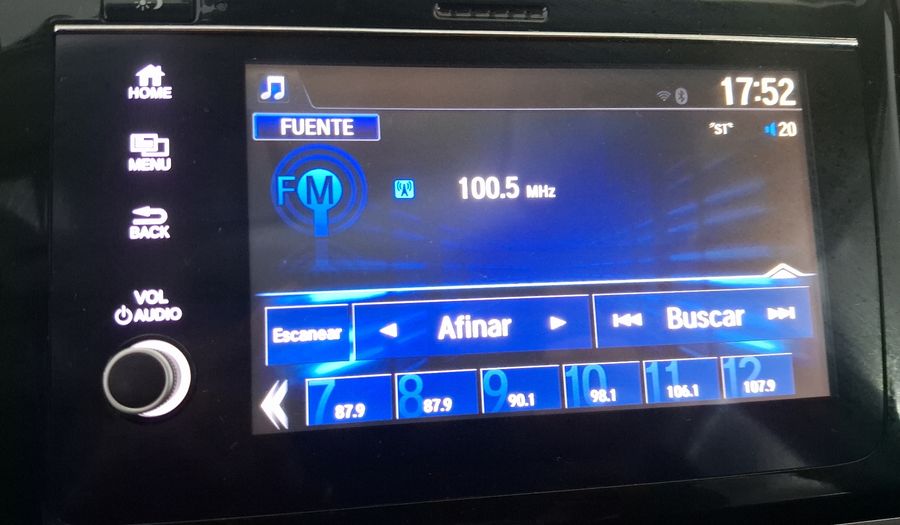 HOME
MENU
BACK
VOL
AUDIO
17:52
FUENTE
"ST" 20
FM 100.5 MHz
Escanear Afinar Buscar
7 87.9 8 87.9 9 90.1 10 98.1 11 106.1 12 107.9